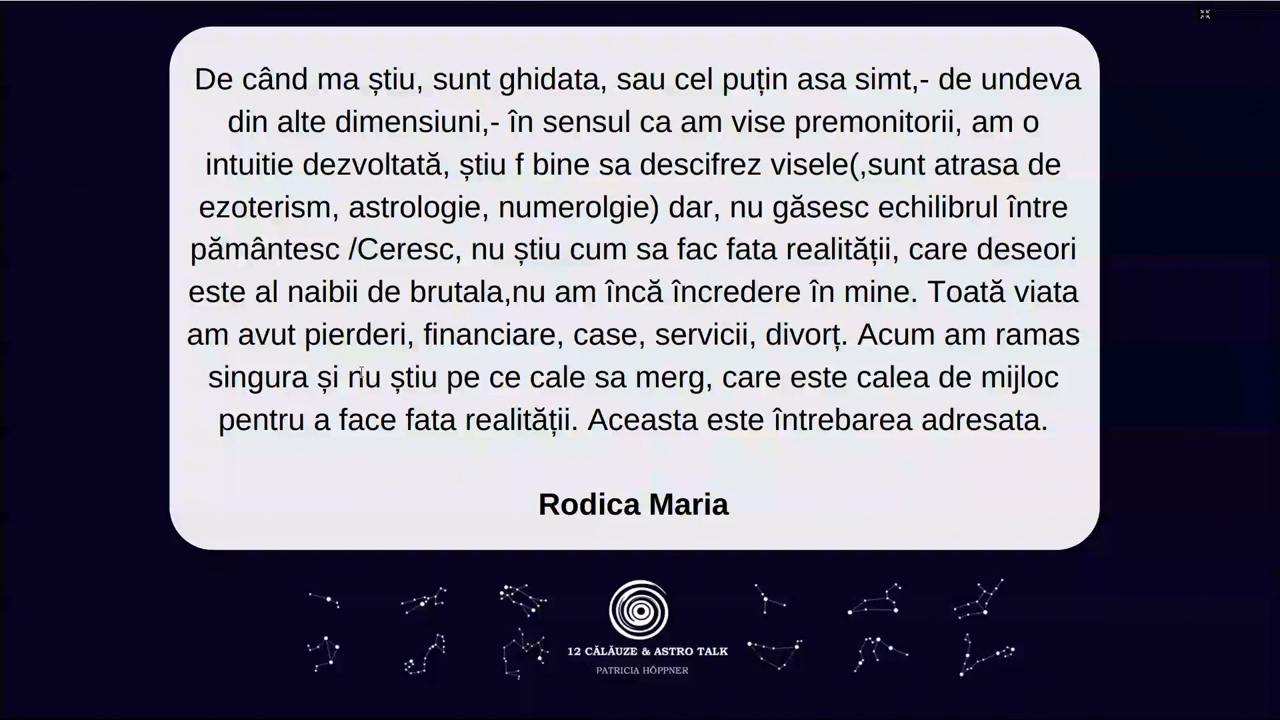 De când ma știu, sunt ghidata, sau cel puțin asa simt,- de undeva
din alte dimensiuni,- în sensul ca am vise premonitorii, am o
intuitie dezvoltată, știu f bine sa descifrez visele(,sunt atrasa de
ezoterism, astrologie, numerolgie) dar, nu găsesc echilibrul între
pământesc /Ceresc, nu știu cum sa fac fata realității, care deseori
este al naibii de brutala,nu am încă încredere în mine. Toată viata
am avut pierderi, financiare, case, servicii, divorț. Acum am ramas
singura și nu știu pe ce cale sa merg, care este calea de mijloc
pentru a face fata realității. Aceasta este întrebarea adresata.
Rodica Maria
12 CĂLĂUZE & ASTRO TALK
PATRICIA HÖPPNER